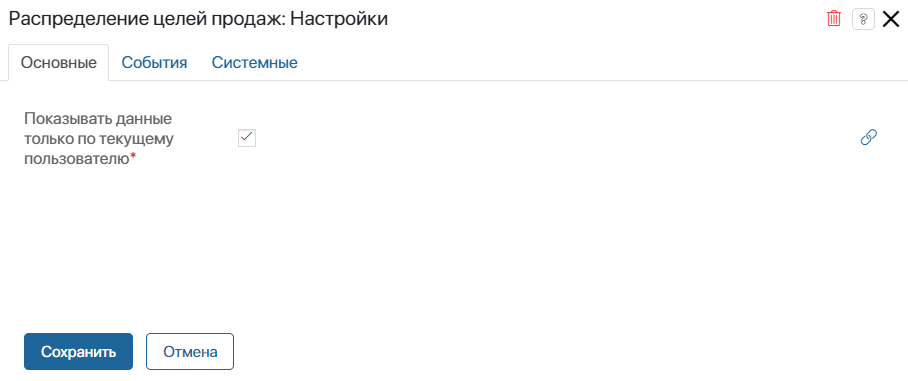 Распределение целей продаж: Настройки
?
Основные События Системные
Показывать данные
только по текущему
пользователю*
Сохранить Отмена